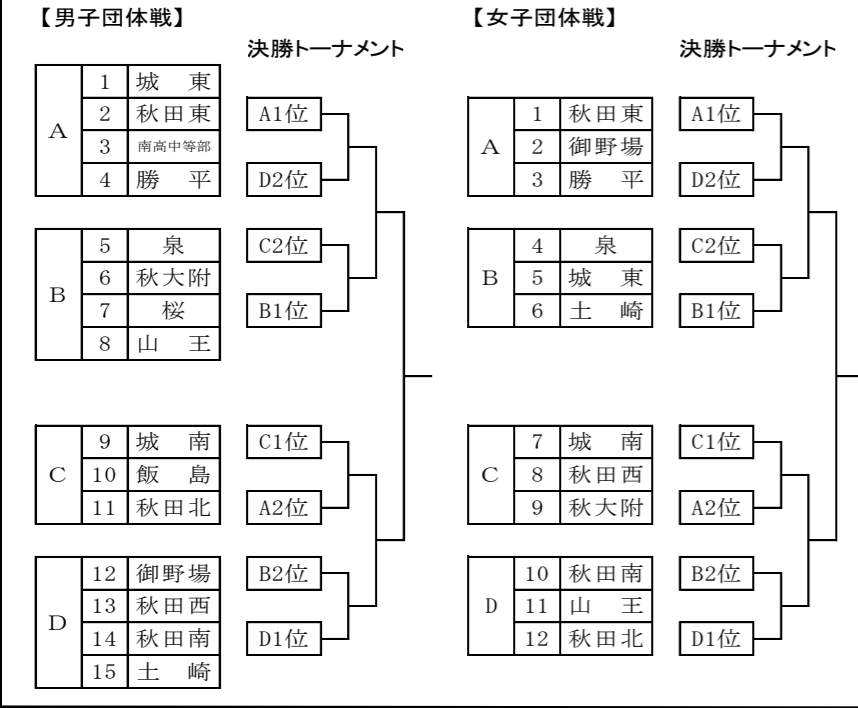 【男子団体戦】
決勝トーナメント
A
1 城 東
2 秋田東
3 南高中等部
4 勝 平
B
5 泉
6 秋大附
7 桜
8 山 王
C
9 城 南
10 飯 島
11 秋田北
D
12 御野場
13 秋田西
14 秋田南
15 土 崎
A1位
D2位
C2位
B1位
C1位
A2位
B2位
D1位
【女子団体戦】
決勝トーナメント
A
1 秋田東
2 御野場
3 勝 平
B
4 泉
5 城 東
6 土 崎
C
7 城 南
8 秋田西
9 秋大附
D
10 秋田南
11 山 王
12 秋田北
A1位
D2位
C2位
B1位
C1位
A2位
B2位
D1位